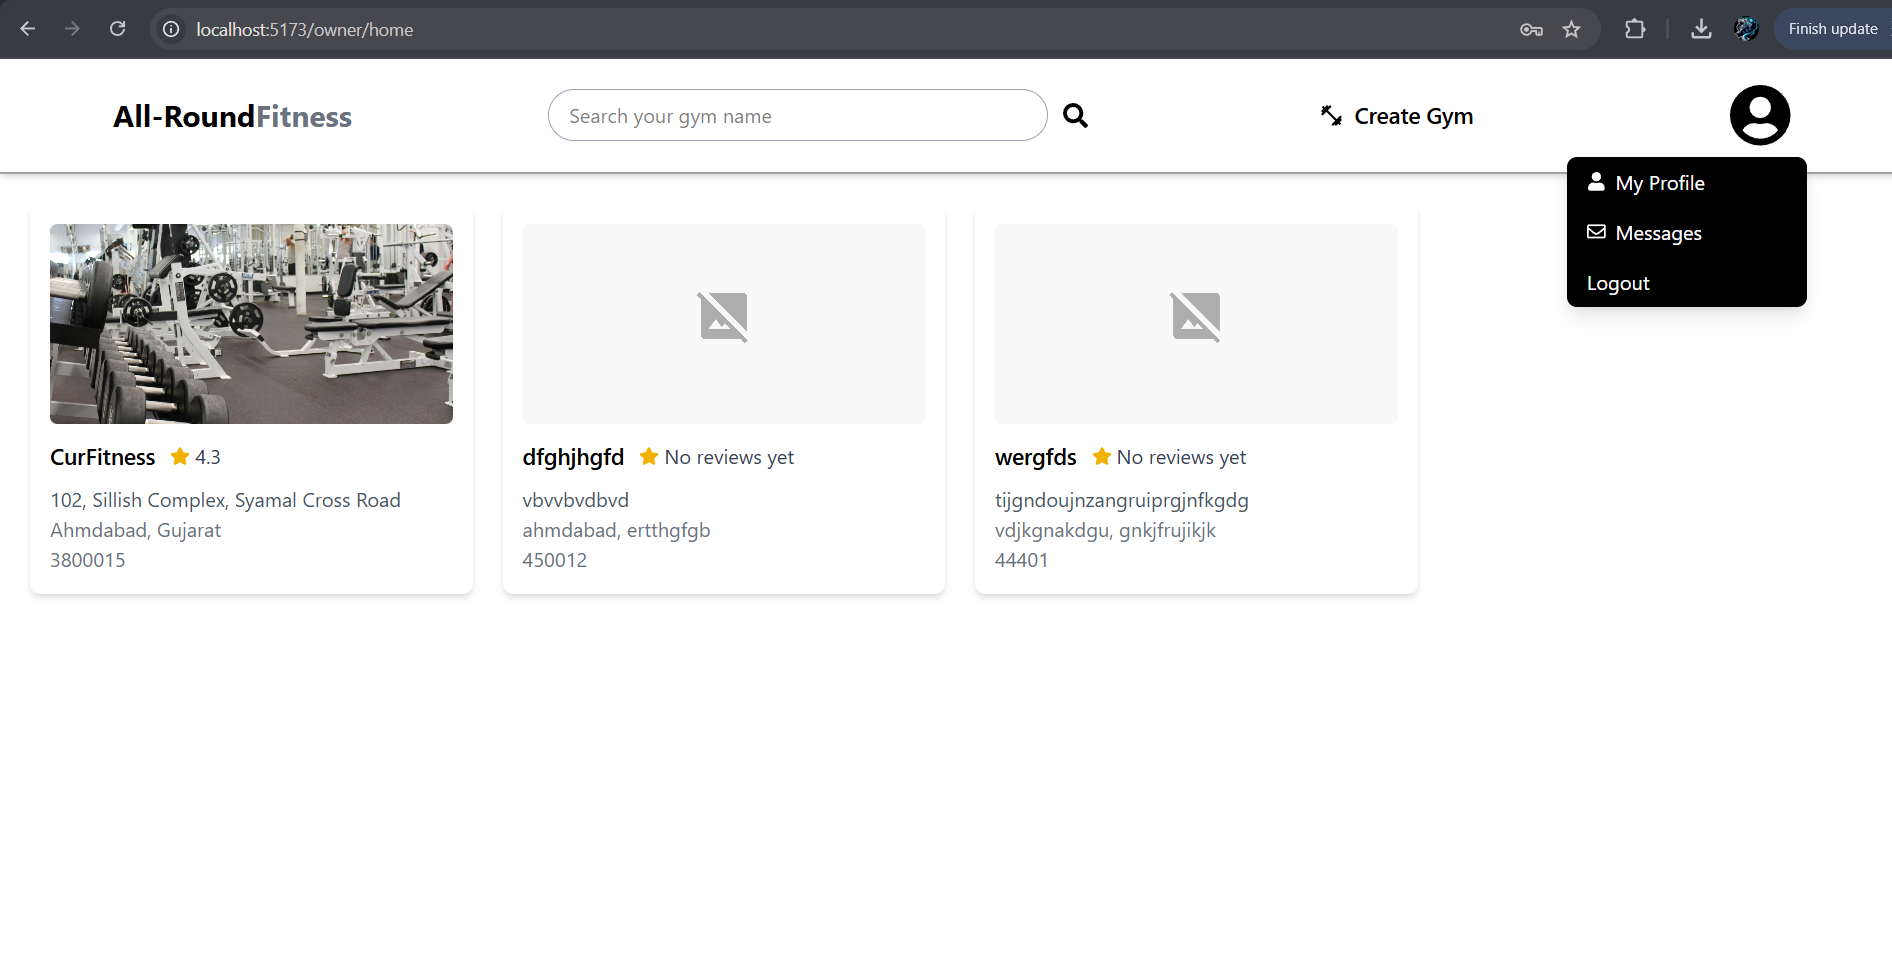 localhost:5173/owner/home
Finish update
All-RoundFitness
Search your gym name
Create Gym
My Profile
Messages
Logout
CurFitness 4.3
102, Sillish Complex, Syamal Cross Road
Ahmdabad, Gujarat
3800015
dfghjhgfd No reviews yet
vbvvbvdbvd
ahmdabad, ertthgfgb
450012
wergfds No reviews yet
tijgndoujnzangruiprgjnfkgdg
vdjkgnakdgu, gnkjfrujikjk
44401